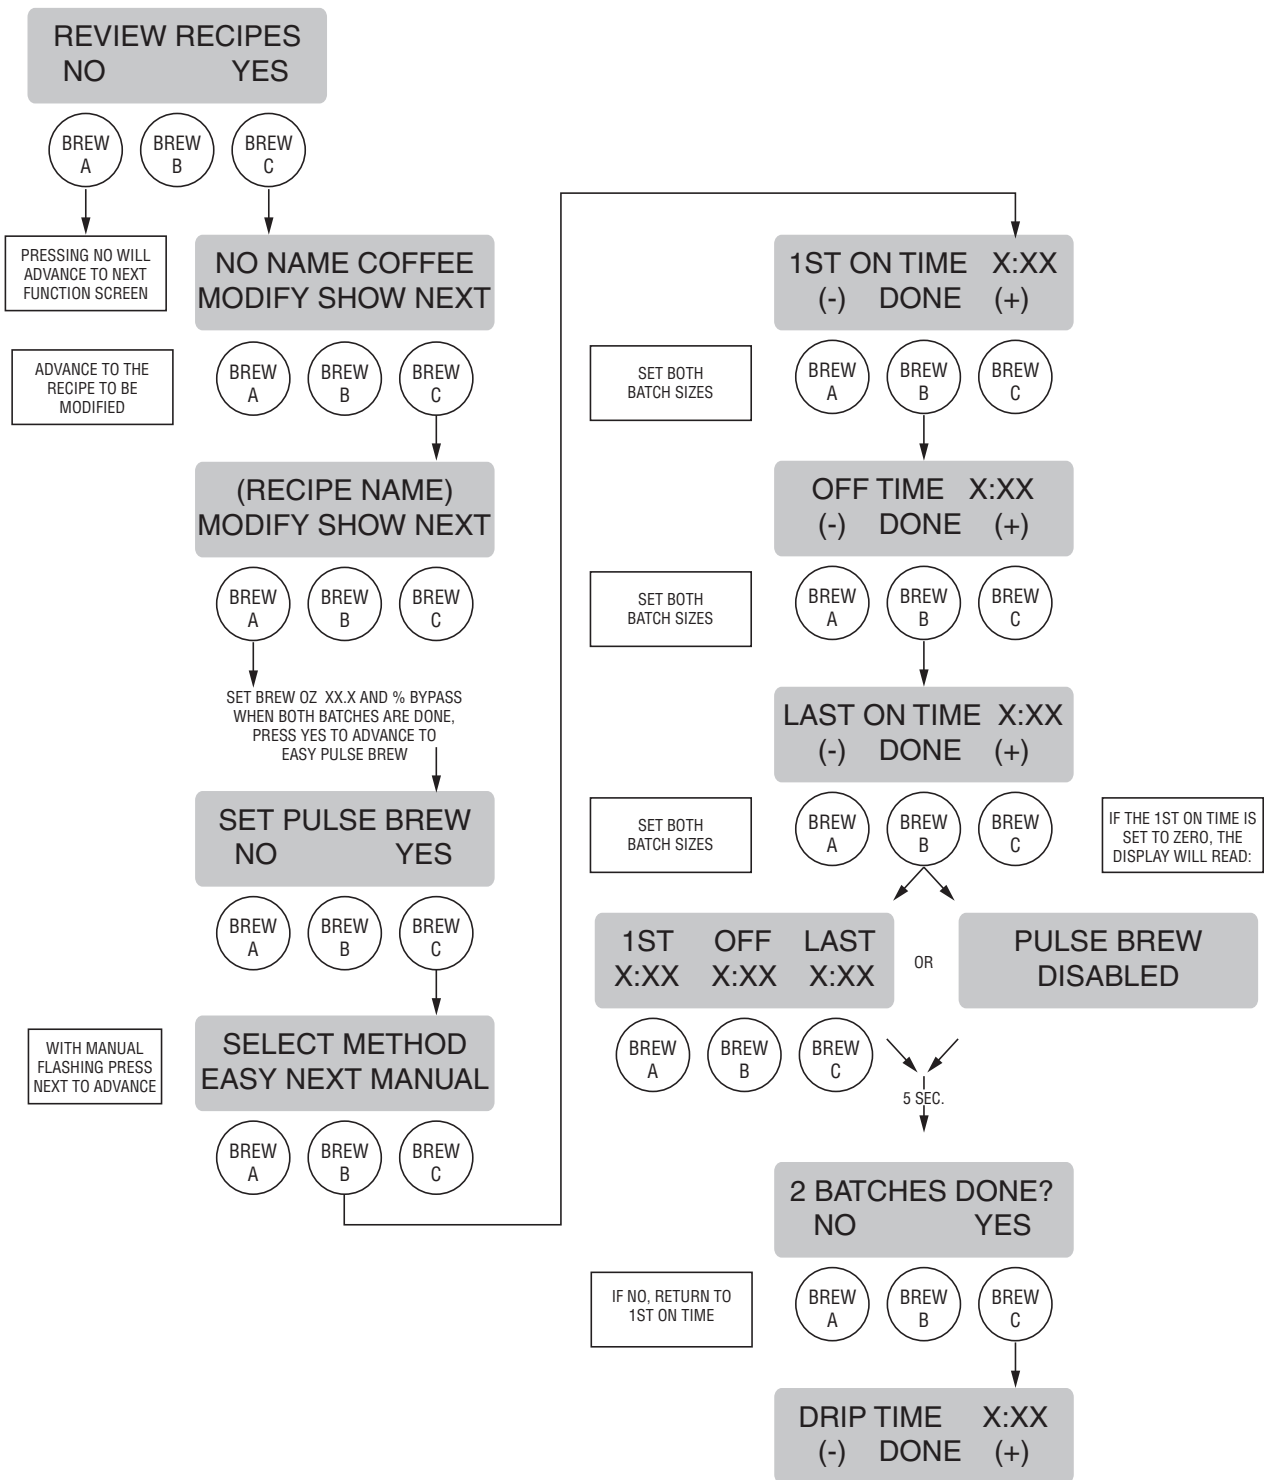 REVIEW RECIPES
NO YES
BREW
A
BREW
B
BREW
C
PRESSING NO WILL
ADVANCE TO NEXT
FUNCTION SCREEN
NO NAME COFFEE
MODIFY SHOW NEXT
ADVANCE TO THE
RECIPE TO BE
MODIFIED
BREW
A
BREW
B
BREW
C
(RECIPE NAME)
MODIFY SHOW NEXT
BREW
A
BREW
B
BREW
C
SET BREW OZ XX.X AND % BYPASS
WHEN BOTH BATCHES ARE DONE,
PRESS YES TO ADVANCE TO
EASY PULSE BREW
SET PULSE BREW
NO YES
BREW
A
BREW
B
BREW
C
WITH MANUAL
FLASHING PRESS
NEXT TO ADVANCE
SELECT METHOD
EASY NEXT MANUAL
BREW
A
BREW
B
BREW
C
1ST ON TIME X:XX
(-) DONE (+)
SET BOTH
BATCH SIZES
BREW
A
BREW
B
BREW
C
OFF TIME X:XX
(-) DONE (+)
SET BOTH
BATCH SIZES
BREW
A
BREW
B
BREW
C
LAST ON TIME X:XX
(-) DONE (+)
SET BOTH
BATCH SIZES
BREW
A
BREW
B
BREW
C
IF THE 1ST ON TIME IS
SET TO ZERO, THE
DISPLAY WILL READ:
1ST OFF LAST
X:XX X:XX X:XX
OR
PULSE BREW
DISABLED
BREW
A
BREW
B
BREW
C
5 SEC.
2 BATCHES DONE?
NO YES
IF NO, RETURN TO
1ST ON TIME
BREW
A
BREW
B
BREW
C
DRIP TIME X:XX
(-) DONE (+)